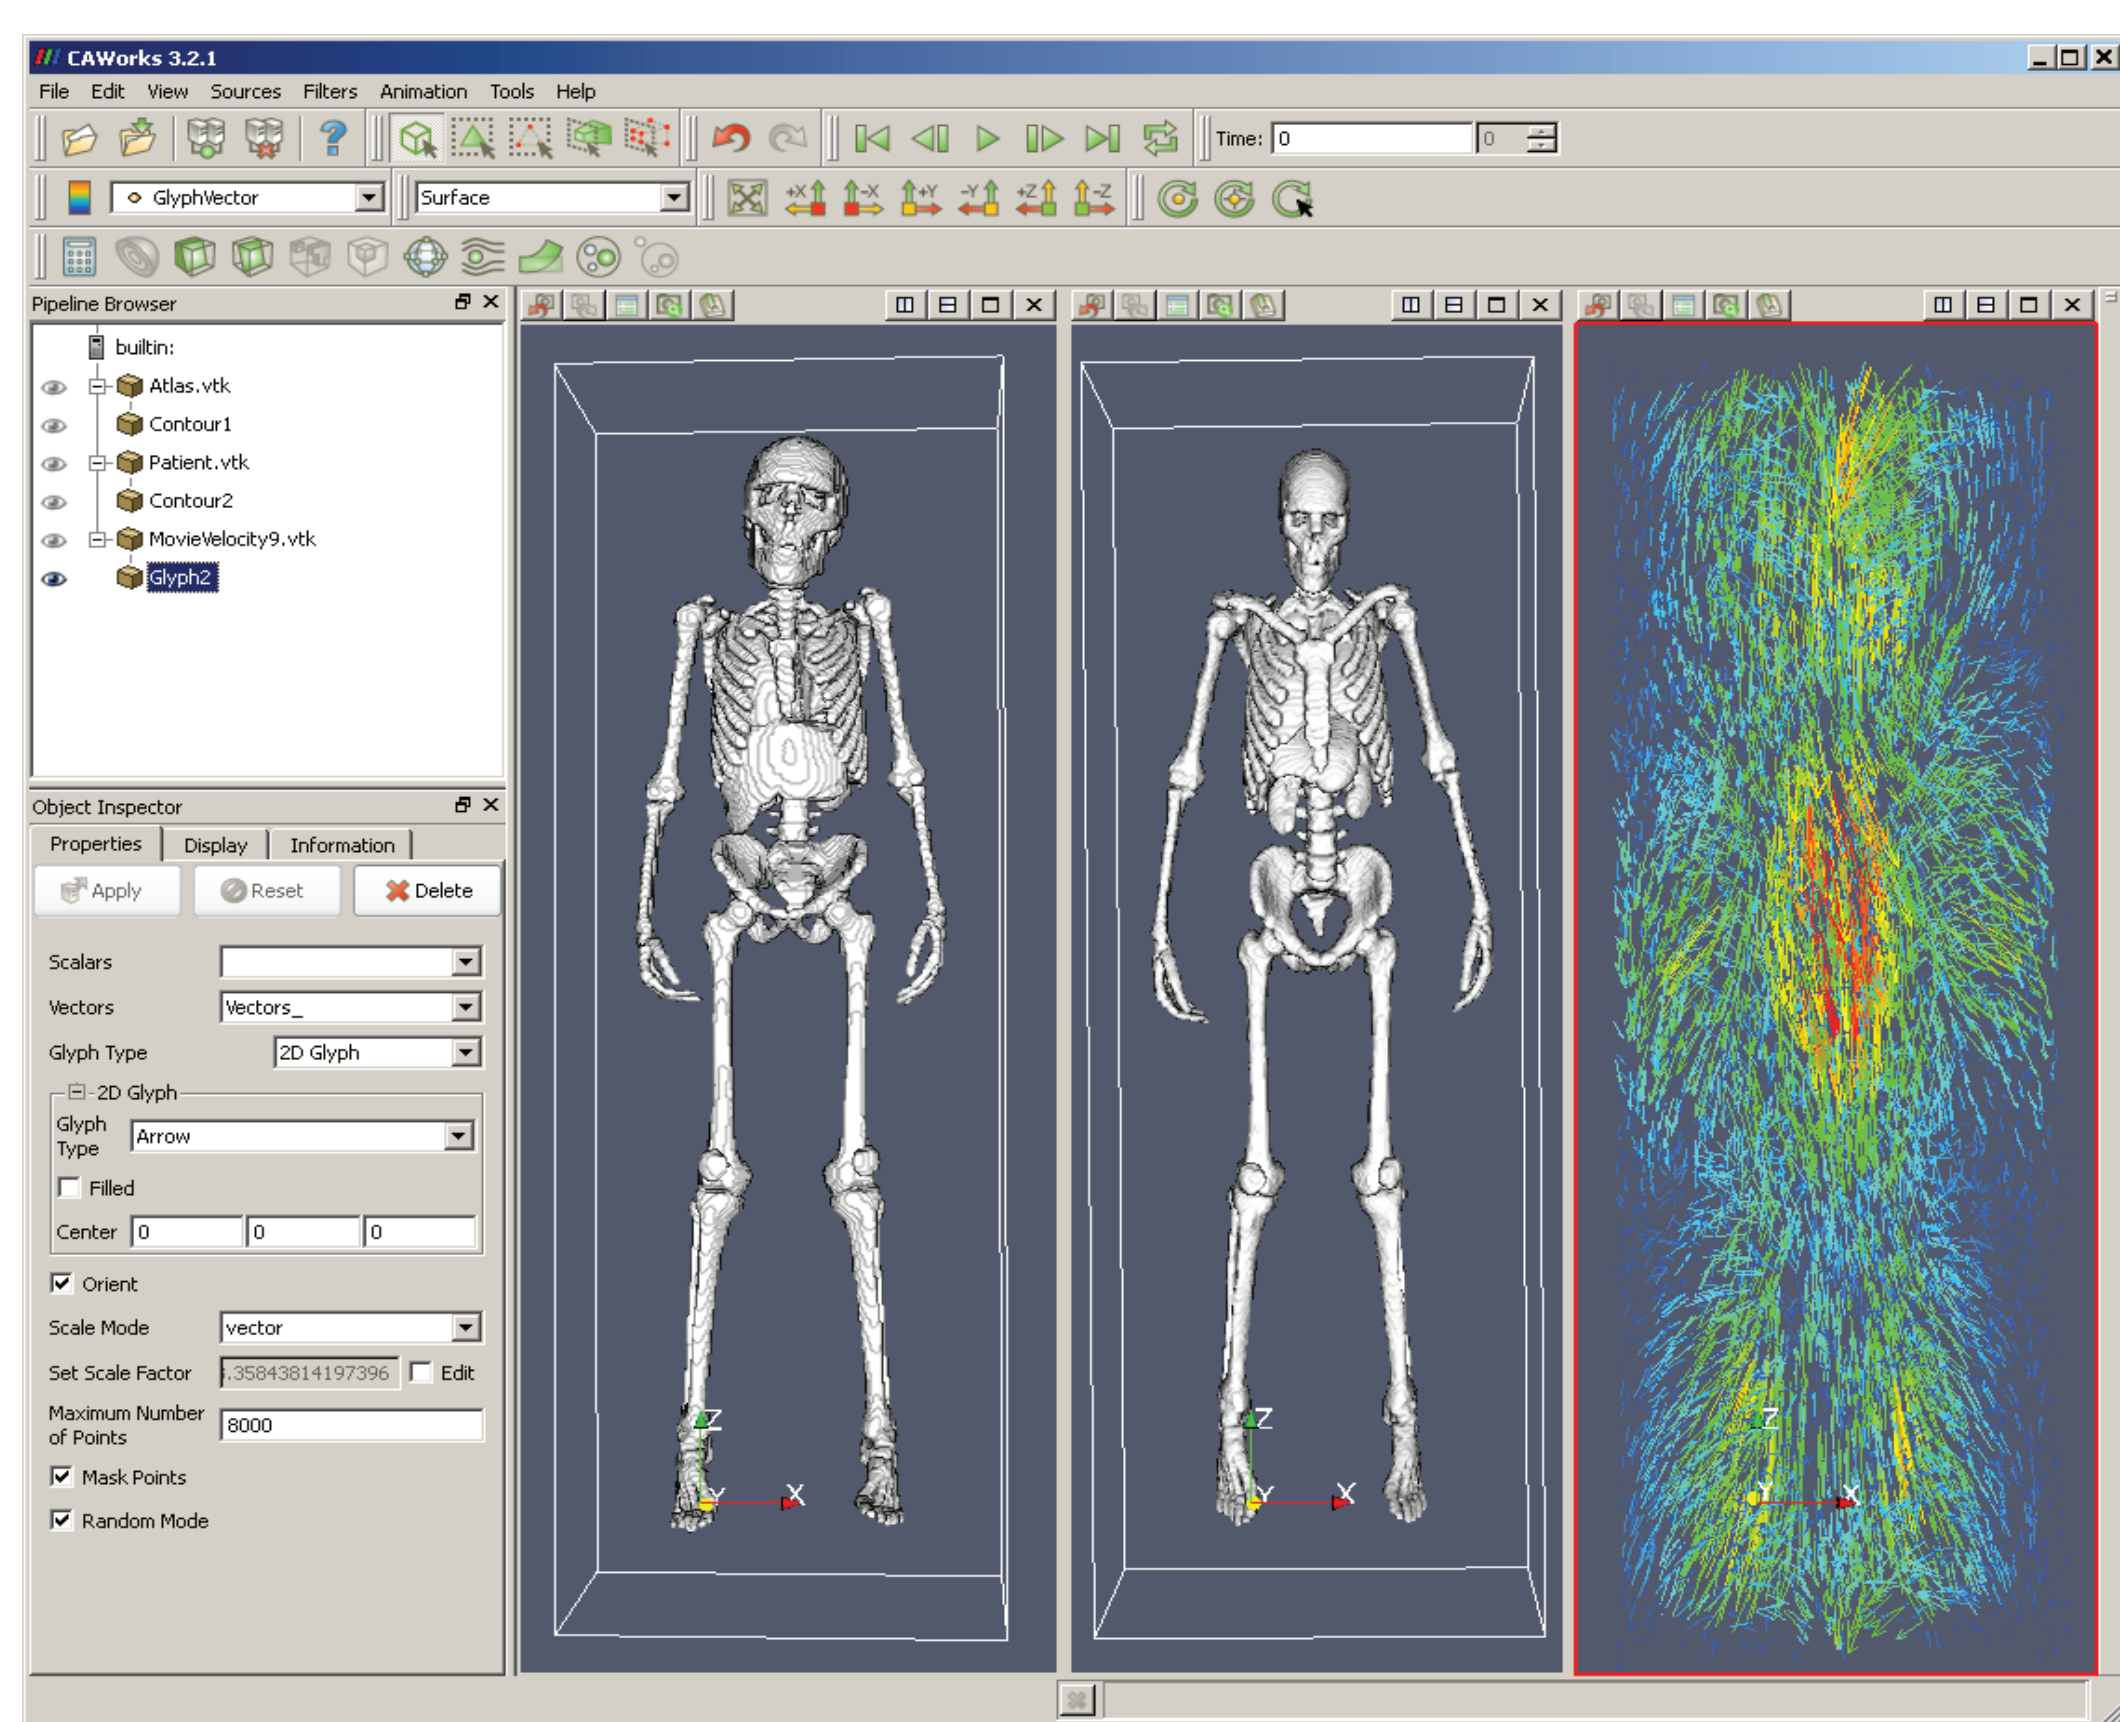 CAWorks 3.2.1
File Edit View Sources Filters Animation Tools Help
Time: 0 0
GlyphVector Surface
+X -X +Y -Y +Z -Z
Pipeline Browser
builtin:
Atlas.vtk
Contour1
Patient.vtk
Contour2
MovieVelocity9.vtk
Glyph2
Object Inspector
Properties Display Information
Apply Reset Delete
Scalars
Vectors Vectors_
Glyph Type 2D Glyph
2D Glyph
Glyph
Type Arrow
Filled
Center 0 0 0
Orient
Scale Mode vector
Set Scale Factor .35843814197396 Edit
Maximum Number
of Points 8000
Mask Points
Random Mode
Z
Y X
Z
Y X
Z
Y X